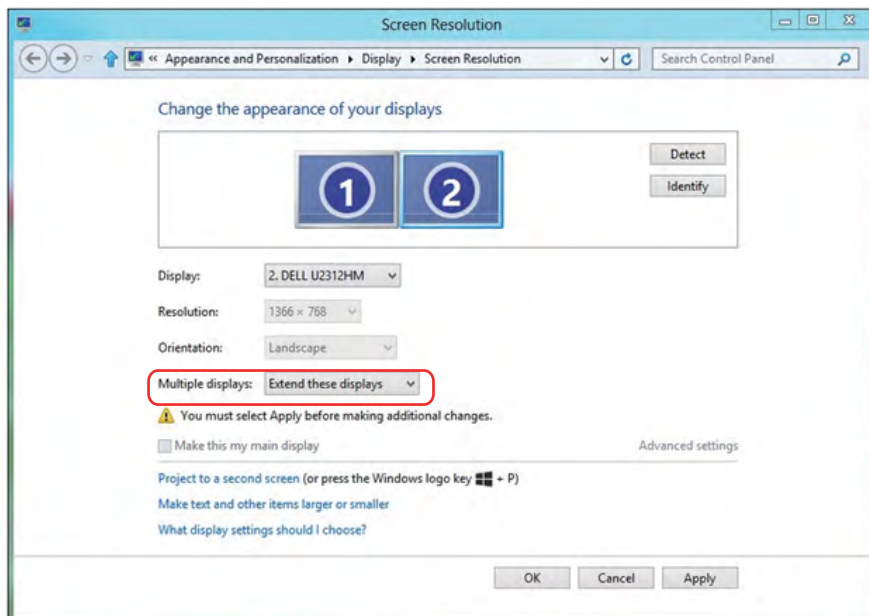 Screen Resolution
« Appearance and Personalization ▸ Display ▸ Screen Resolution
Search Control Panel
Change the appearance of your displays
1 2
Detect
Identify
Display: 2. DELL U2312HM
Resolution: 1366 × 768
Orientation: Landscape
Multiple displays: Extend these displays
You must select Apply before making additional changes.
Make this my main display Advanced settings
Project to a second screen (or press the Windows logo key + P)
Make text and other items larger or smaller
What display settings should I choose?
OK Cancel Apply